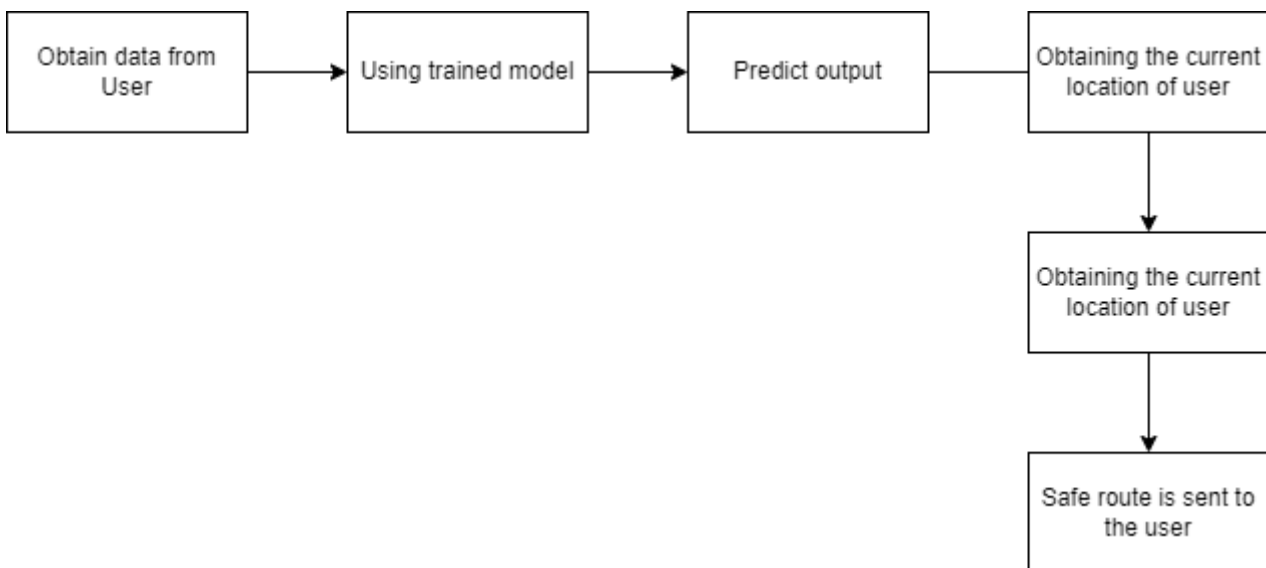 Obtain data from
User
Using trained model
Predict output
Obtaining the current
location of user
Obtaining the current
location of user
Safe route is sent to
the user